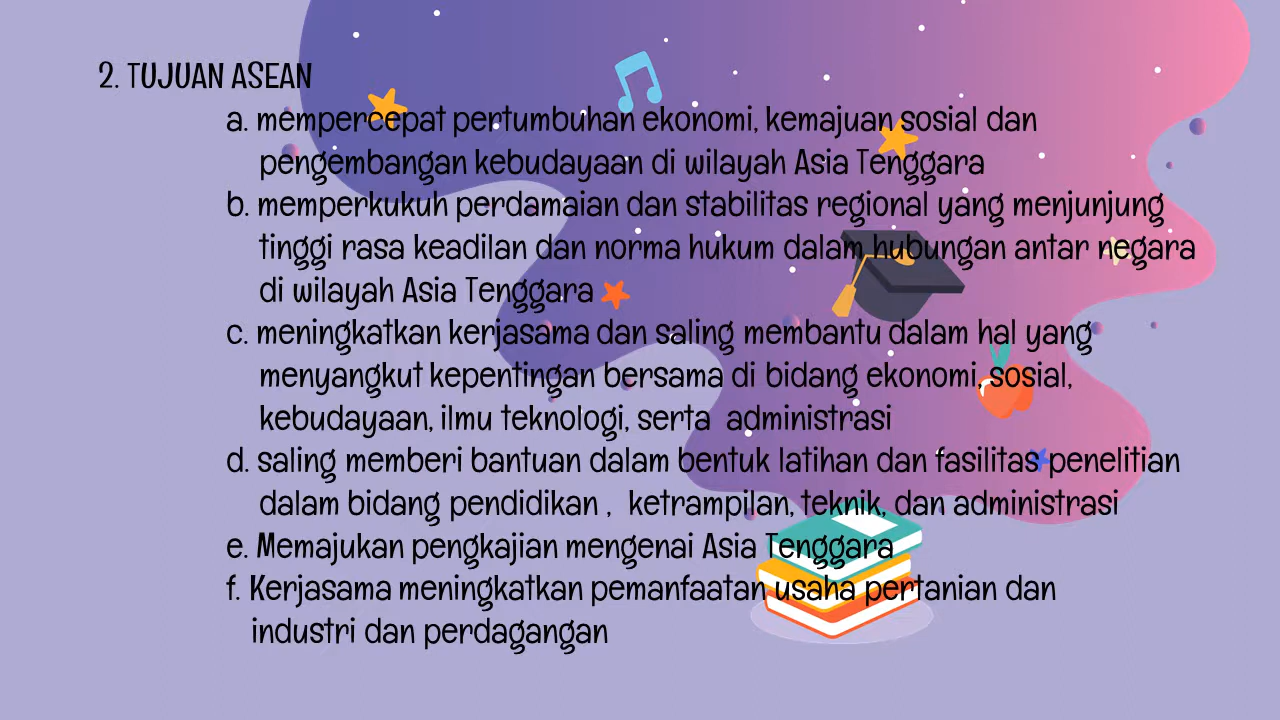 2. TUJUAN ASEAN
a. mempercepat pertumbuhan ekonomi, kemajuan sosial dan
pengembangan kebudayaan di wilayah Asia Tenggara
b. memperkukuh perdamaian dan stabilitas regional yang menjunjung
tinggi rasa keadilan dan norma hukum dalam hubungan antar negara
di wilayah Asia Tenggara
c. meningkatkan kerjasama dan saling membantu dalam hal yang
menyangkut kepentingan bersama di bidang ekonomi, sosial,
kebudayaan, ilmu teknologi, serta  administrasi
d. saling memberi bantuan dalam bentuk latihan dan fasilitas penelitian
dalam bidang pendidikan ,  ketrampilan, teknik, dan administrasi
e. Memajukan pengkajian mengenai Asia Tenggara
f. Kerjasama meningkatkan pemanfaatan usaha pertanian dan
industri dan perdagangan